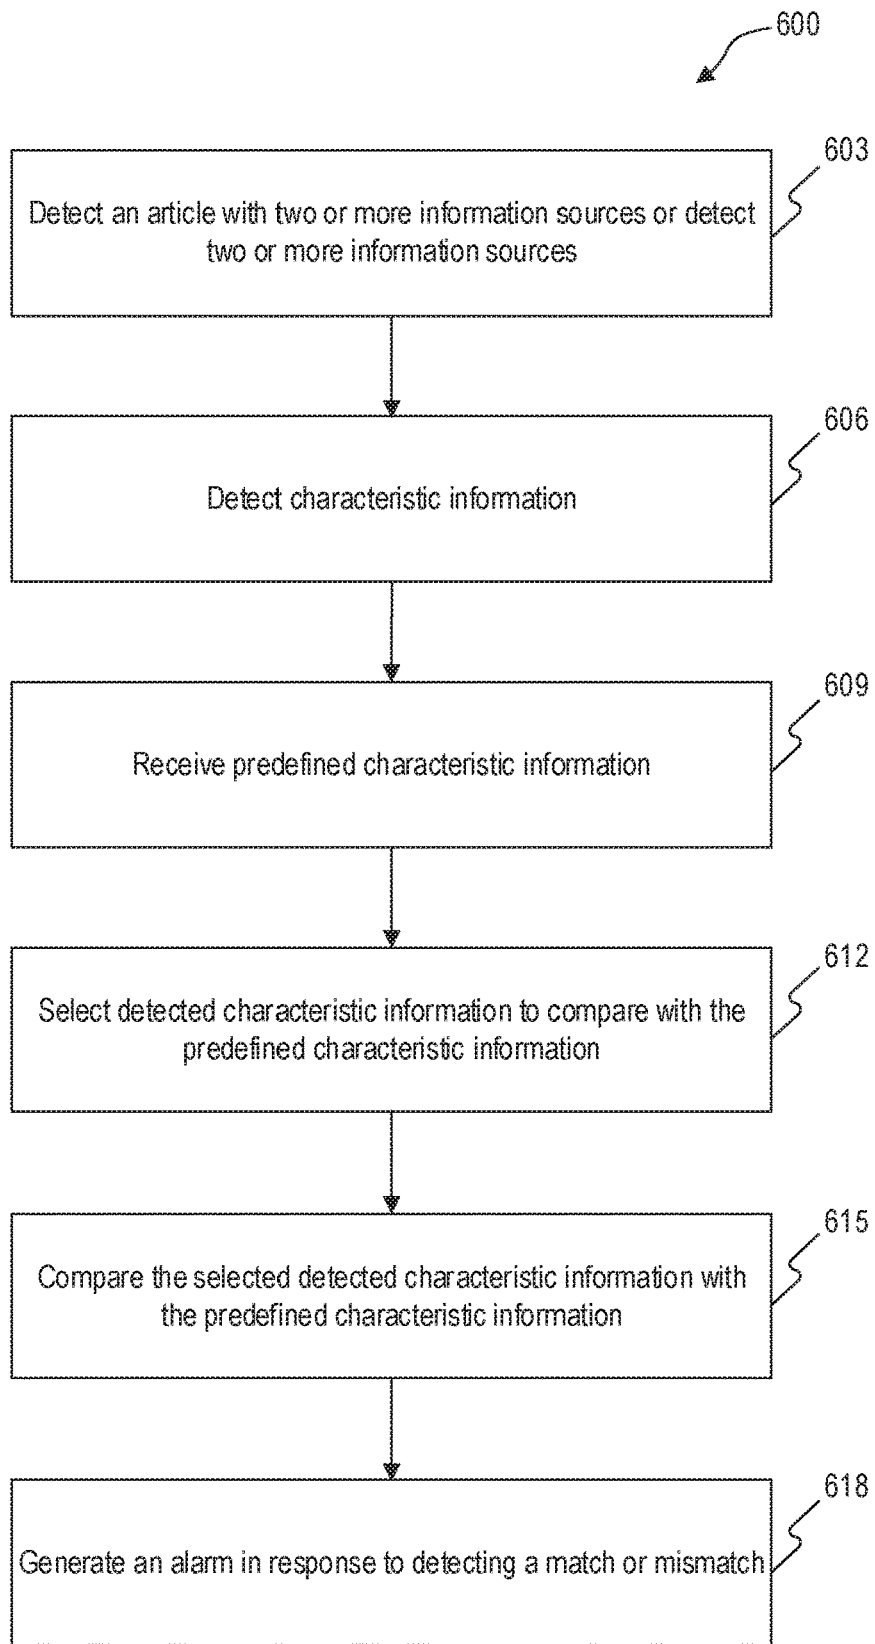 600
603
Detect an article with two or more information sources or detect
two or more information sources
606
Detect characteristic information
609
Receive predefined characteristic information
612
Select detected characteristic information to compare with the
predefined characteristic information
615
Compare the selected detected characteristic information with
the predefined characteristic information
618
Generate an alarm in response to detecting a match or mismatch